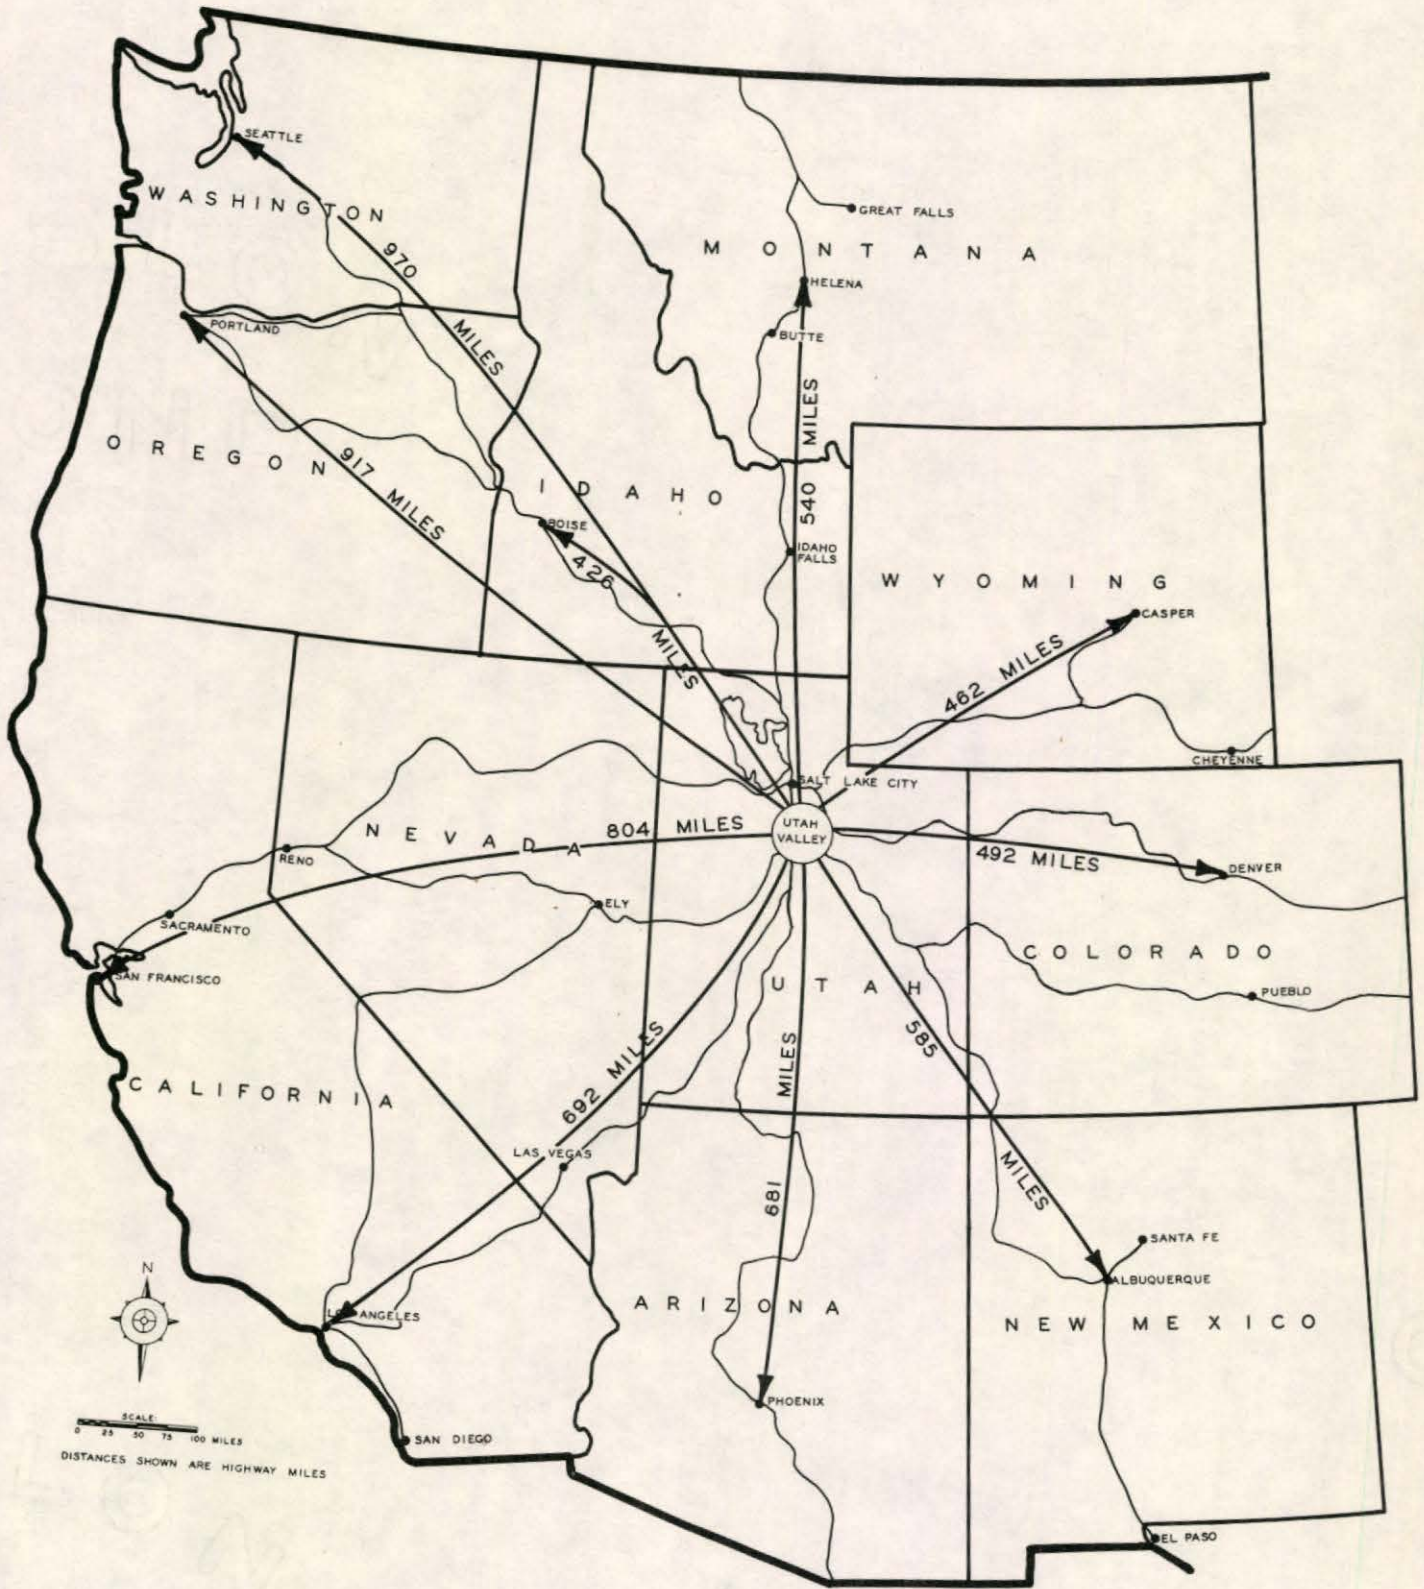 SEATTLE
WASHINGTON
GREAT FALLS
MONTANA
970 MILES
HELENA
PORTLAND
BUTTE
OREGON
917 MILES
540 MILES
IDAHO
BOISE
426 MILES
IDAHO
FALLS
WYOMING
CASPER
462 MILES
CHEYENNE
SALT LAKE CITY
UTAH
VALLEY
NEVADA
804 MILES
RENO
492 MILES
DENVER
ELY
SACRAMENTO
COLORADO
SAN FRANCISCO
UTAH
PUEBLO
585 MILES
692 MILES
681 MILES
CALIFORNIA
LAS VEGAS
SANTA FE
ALBUQUERQUE
N
LOS ANGELES
ARIZONA
NEW MEXICO
PHOENIX
SCALE:
0 25 50 75 100 MILES
SAN DIEGO
DISTANCES SHOWN ARE HIGHWAY MILES
EL PASO